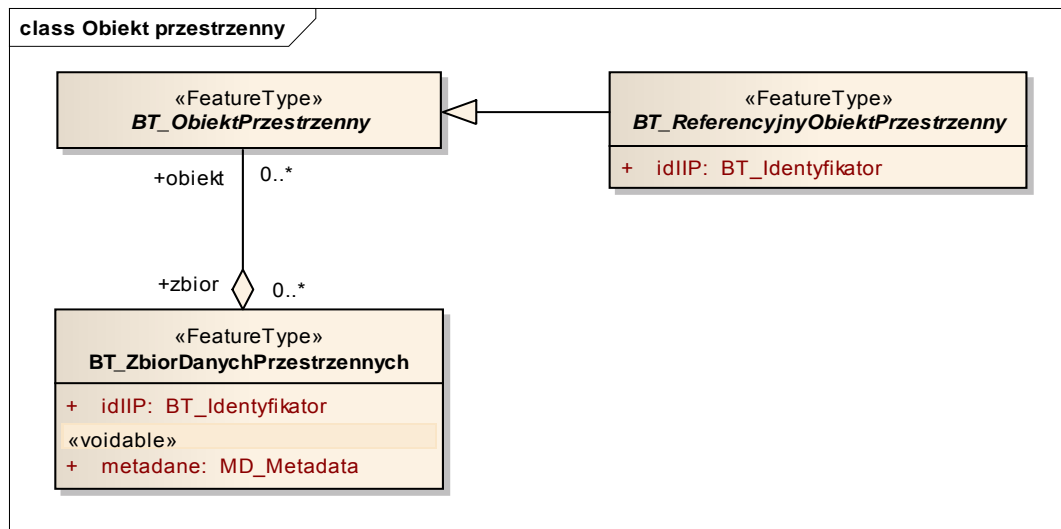 class Obiekt przestrzenny
«FeatureType»
BT_ObiektPrzestrzenny
«FeatureType»
BT_ReferencyjnyObiektPrzestrzenny
+ idIIP: BT_Identyfikator
+obiekt 0..*
+zbior 0..*
«FeatureType»
BT_ZbiorDanychPrzestrzennych
+ idIIP: BT_Identyfikator
«voidable»
+ metadane: MD_Metadata